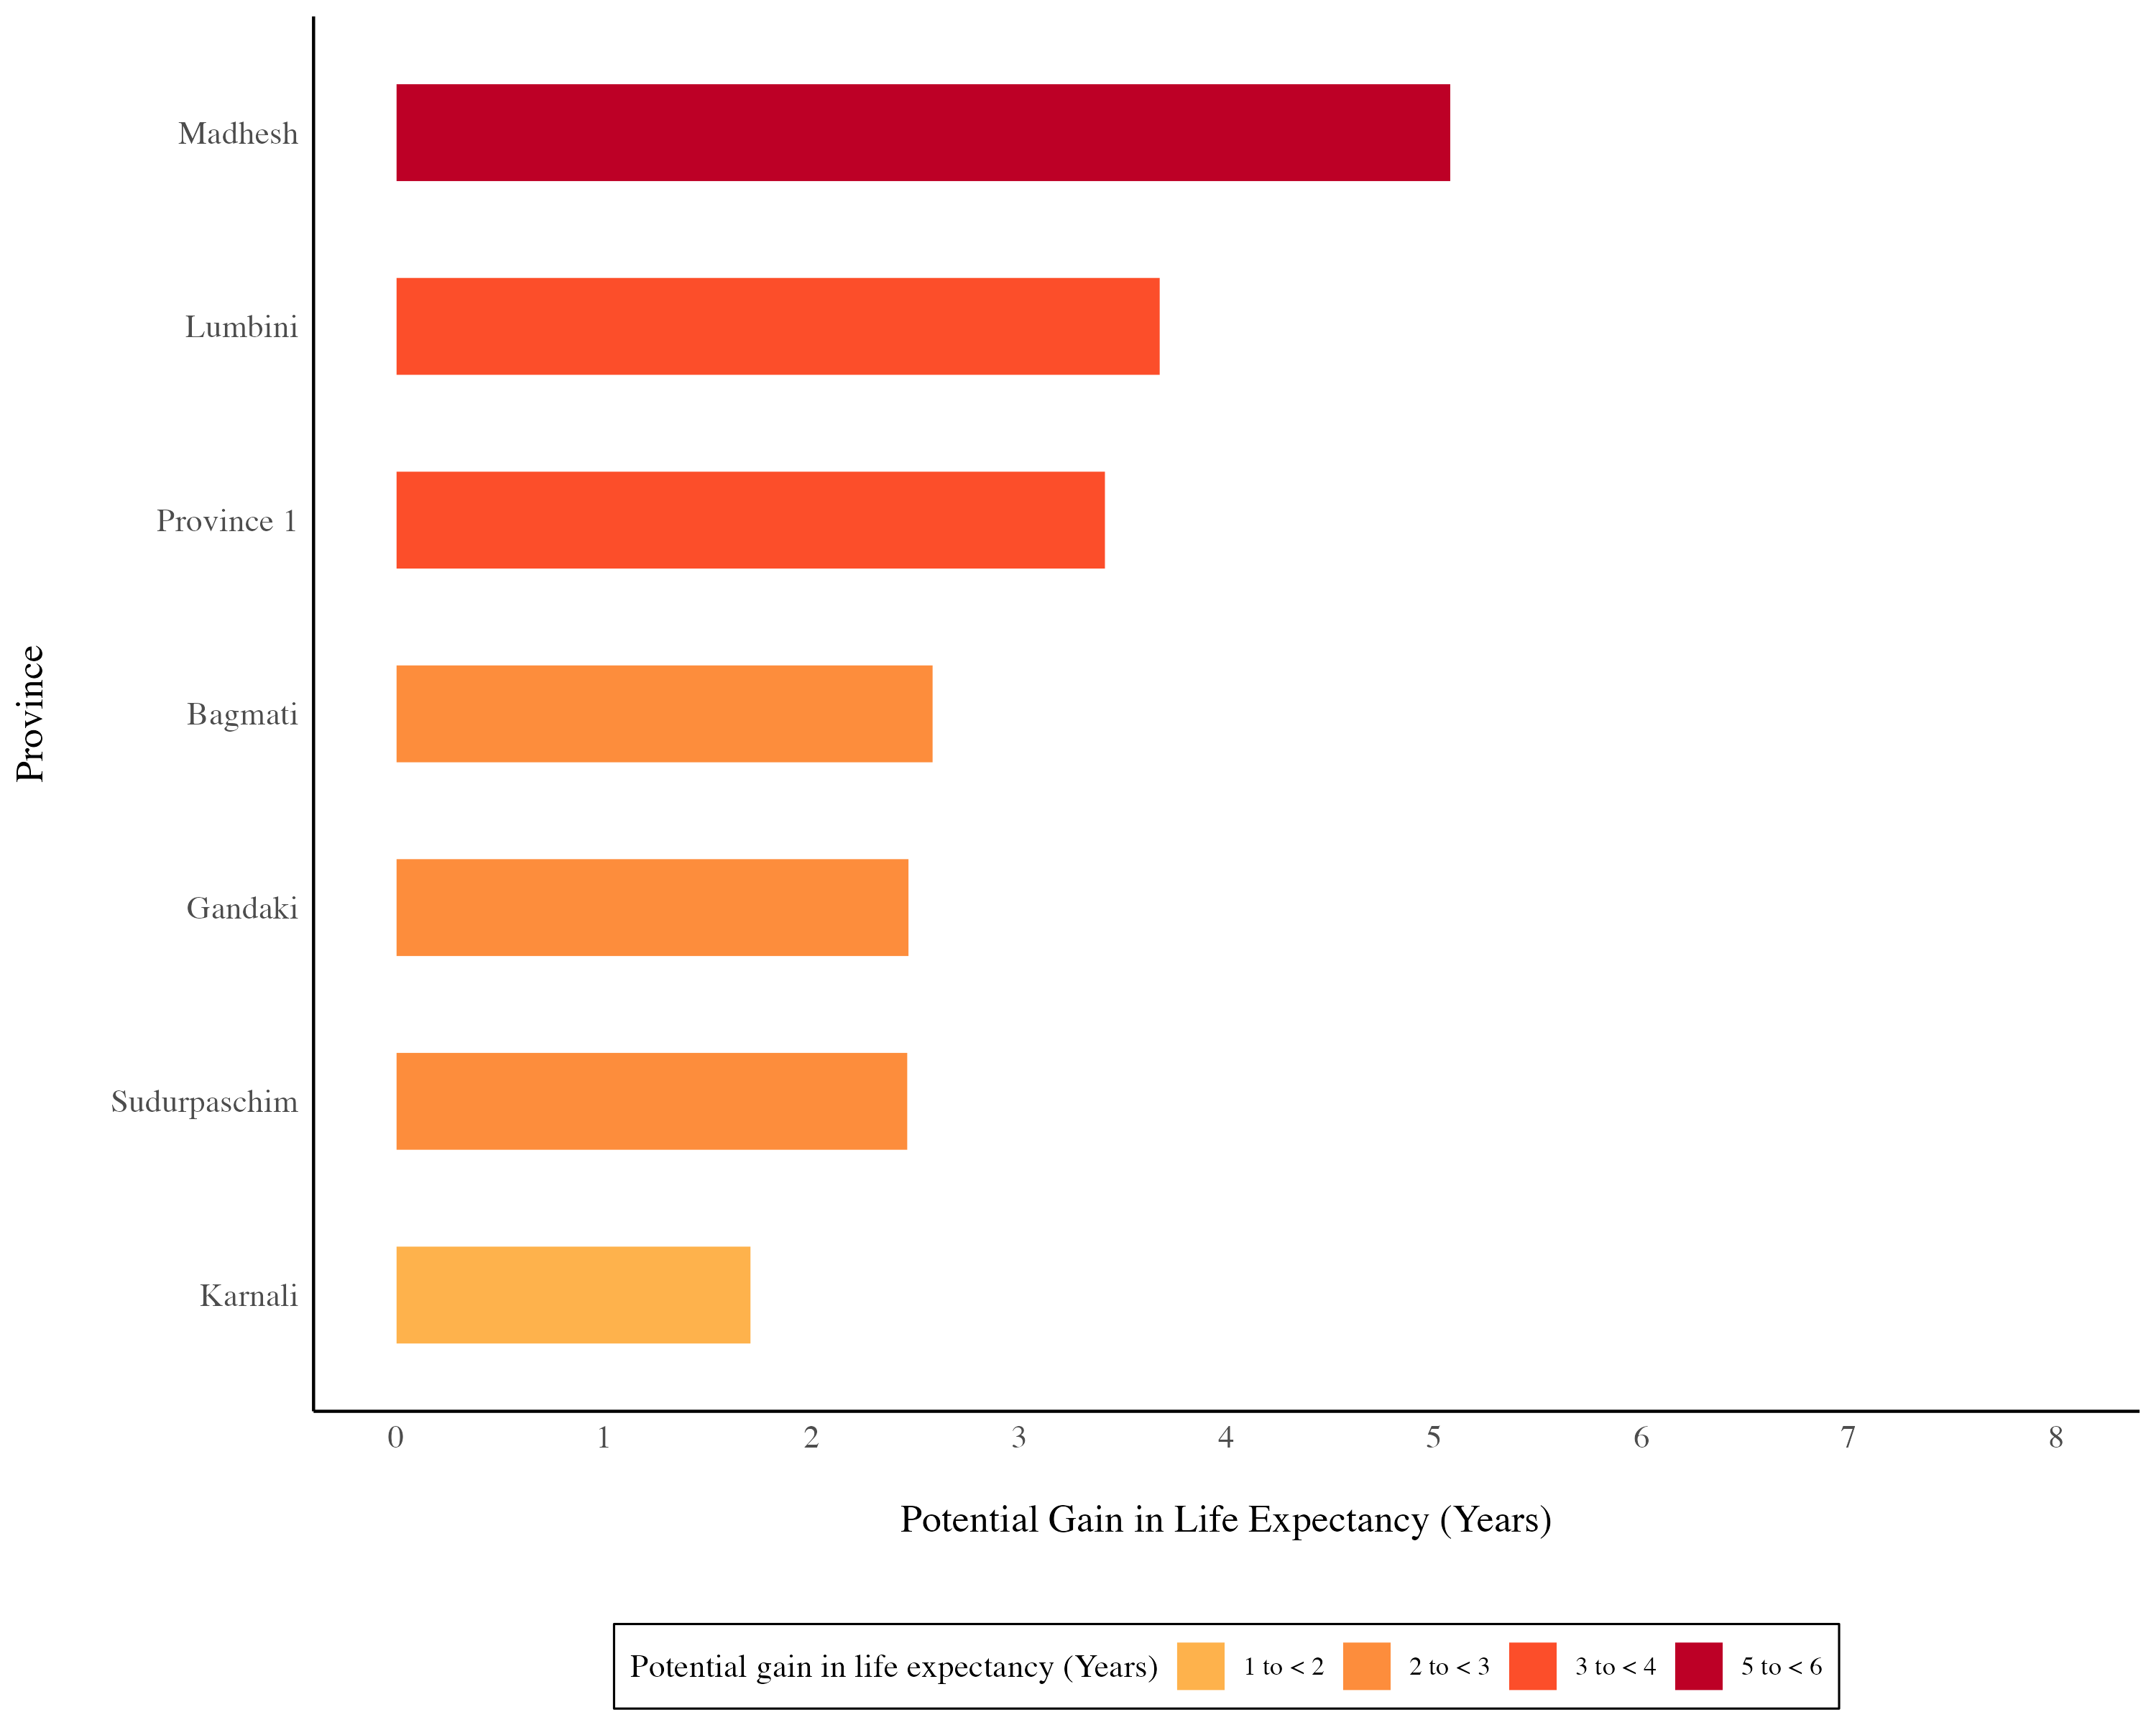 Madhesh
Lumbini
Province 1
Bagmati
Gandaki
Sudurpaschim
Karnali
Province
0 1 2 3 4 5 6 7 8
Potential Gain in Life Expectancy (Years)
Potential gain in life expectancy (Years) 1 to < 2 2 to < 3 3 to < 4 5 to < 6